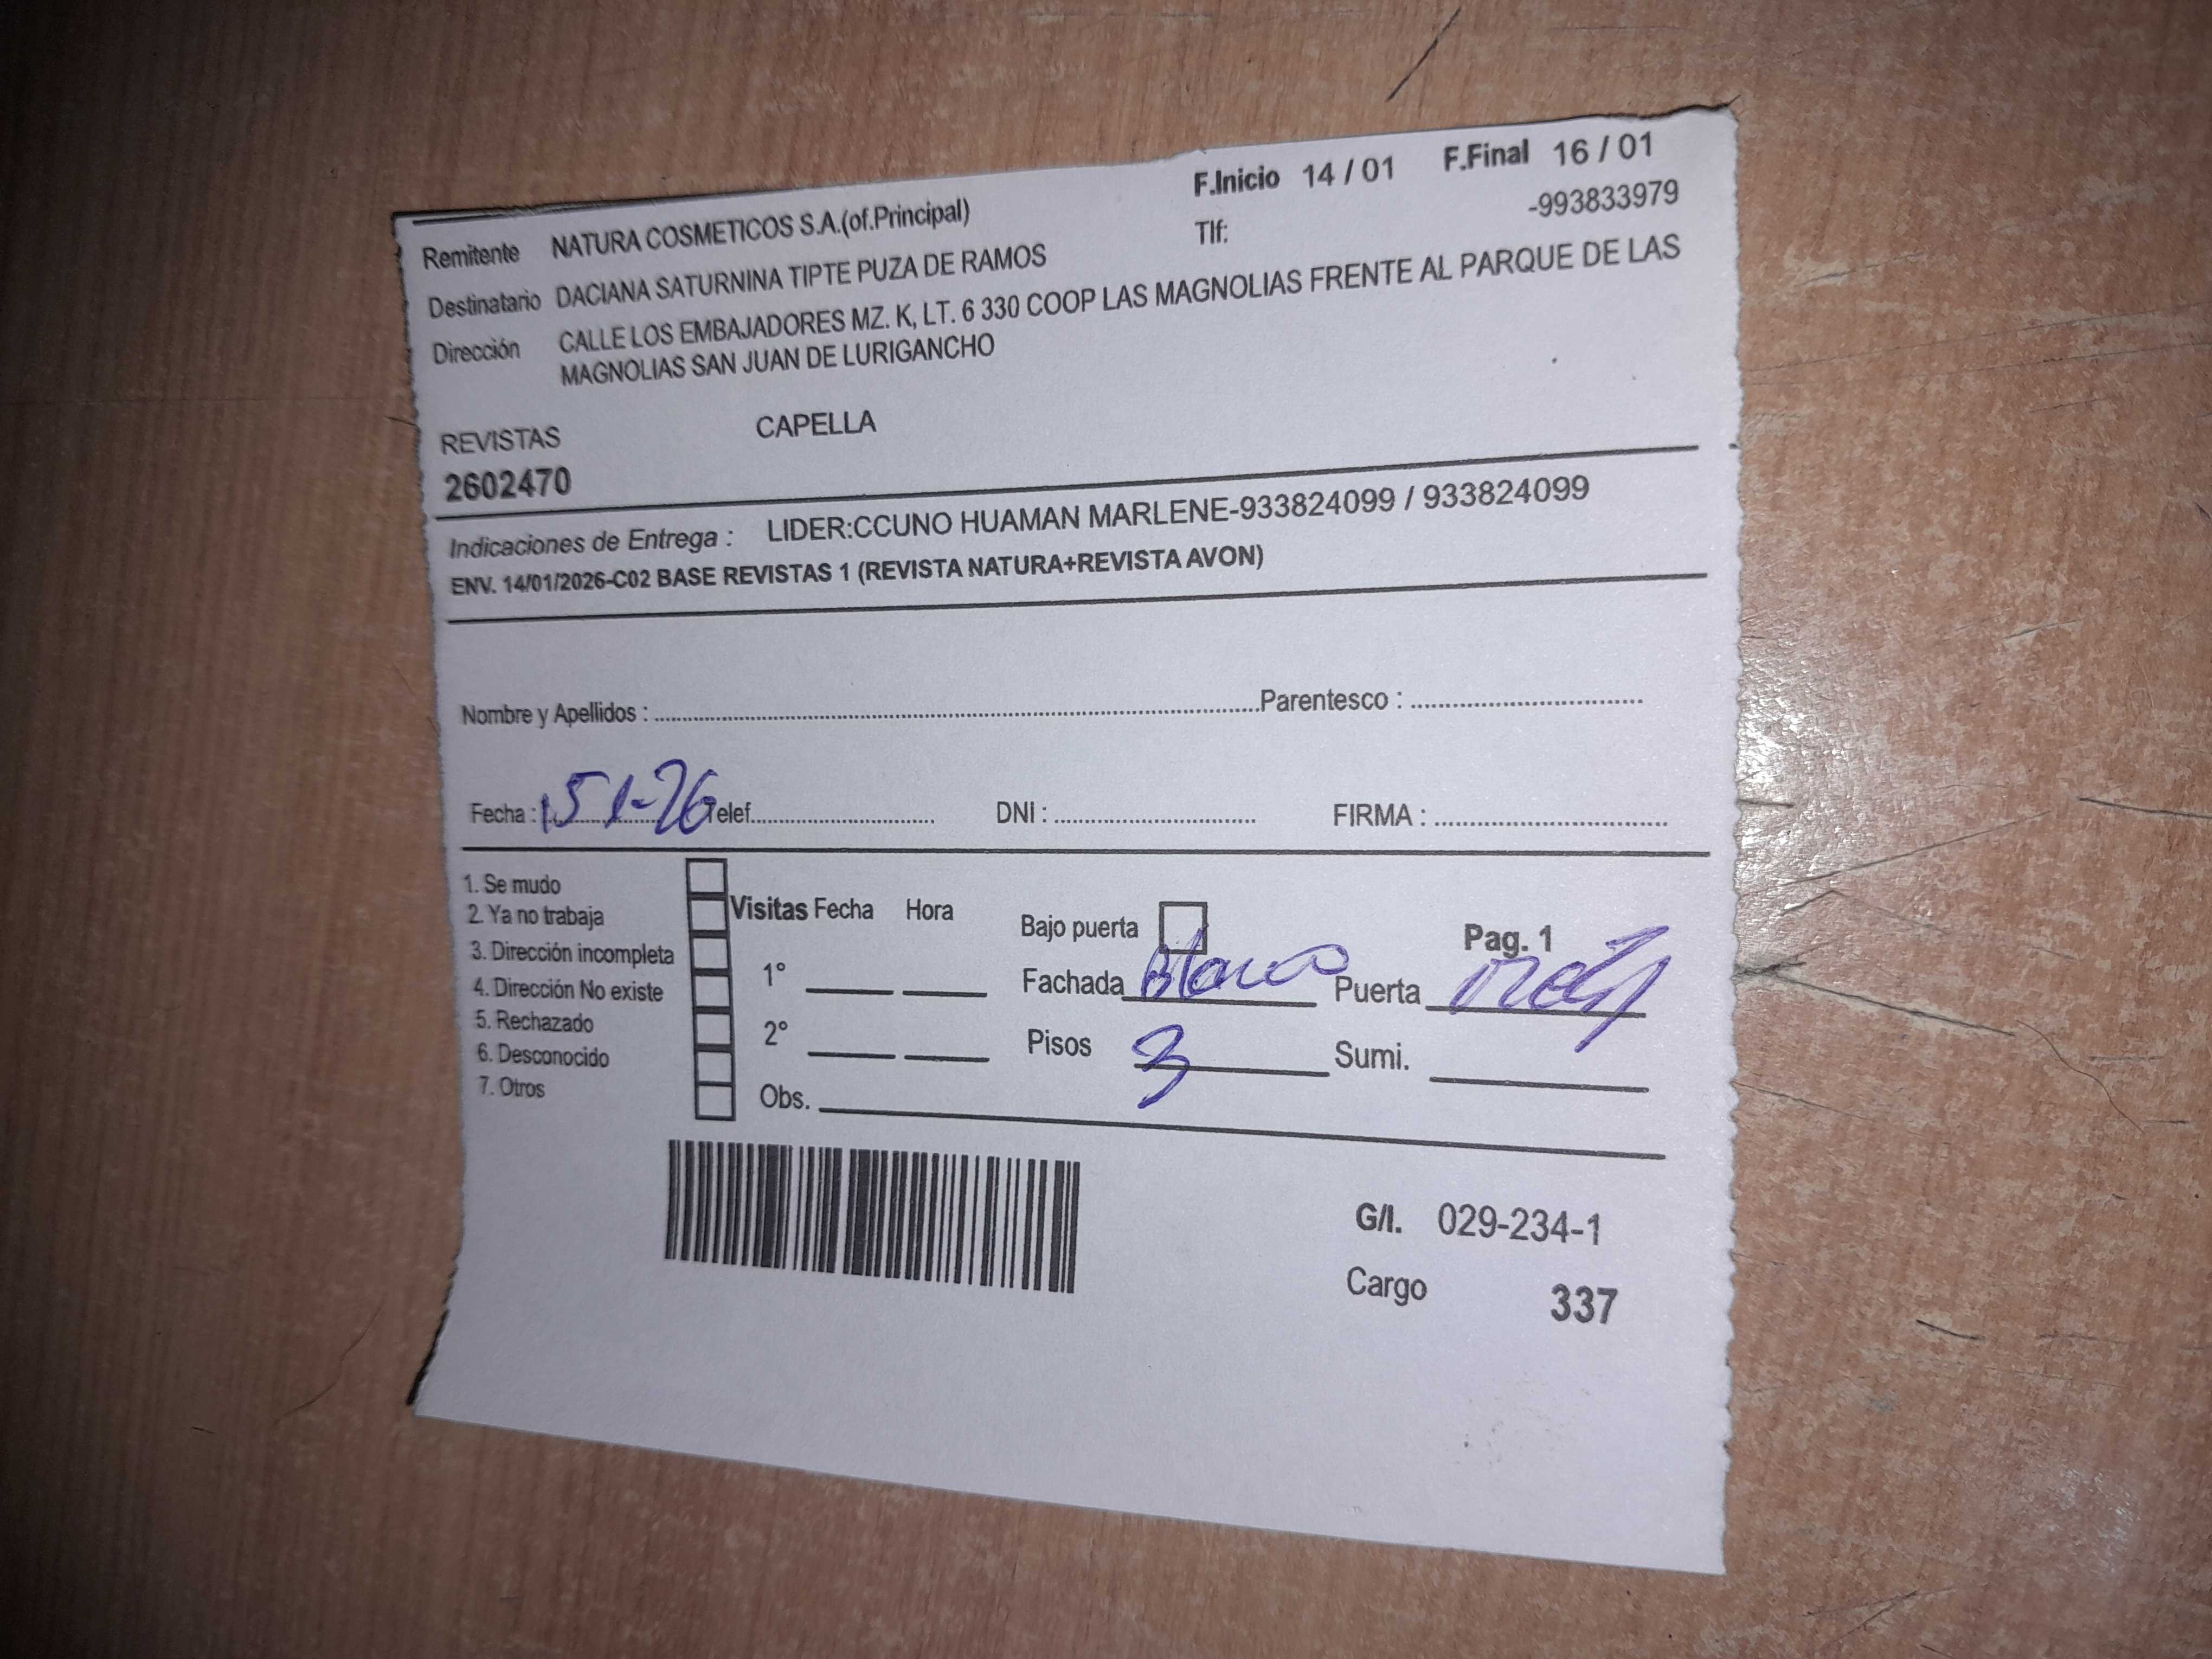 F.Inicio 14 / 01 F.Final 16 / 01
Remitente NATURA COSMETICOS S.A.(of.Principal) Tlf: -993833979
Destinatario DACIANA SATURNINA TIPTE PUZA DE RAMOS
Dirección CALLE LOS EMBAJADORES MZ. K, LT. 6 330 COOP LAS MAGNOLIAS FRENTE AL PARQUE DE LAS
MAGNOLIAS SAN JUAN DE LURIGANCHO
REVISTAS CAPELLA
2602470
Indicaciones de Entrega : LIDER:CCUNO HUAMAN MARLENE-933824099 / 933824099
ENV. 14/01/2026-C02 BASE REVISTAS 1 (REVISTA NATURA+REVISTA AVON)
Nombre y Apellidos : Parentesco :
Fecha : 15 1-26 Telef. DNI : FIRMA :
1. Se mudo
2. Ya no trabaja Visitas Fecha Hora Bajo puerta Pag. 1
3. Dirección incompleta
4. Dirección No existe 1° Fachada Blanco Puerta
5. Rechazado
6. Desconocido 2° Pisos 3 Sumi.
7. Otros Obs.
G/I. 029-234-1
Cargo 337